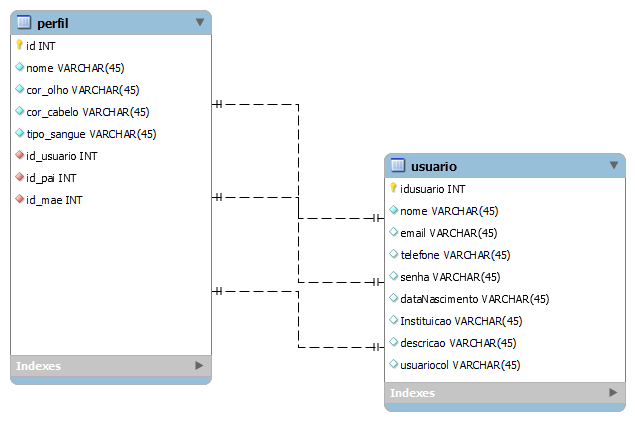 perfil
id INT
nome VARCHAR(45)
cor_olho VARCHAR(45)
cor_cabelo VARCHAR(45)
tipo_sangue VARCHAR(45)
id_usuario INT
id_pai INT
id_mae INT
Indexes
usuario
idusuario INT
nome VARCHAR(45)
email VARCHAR(45)
telefone VARCHAR(45)
senha VARCHAR(45)
dataNascimento VARCHAR(45)
Instituicao VARCHAR(45)
descricao VARCHAR(45)
usuariocol VARCHAR(45)
Indexes